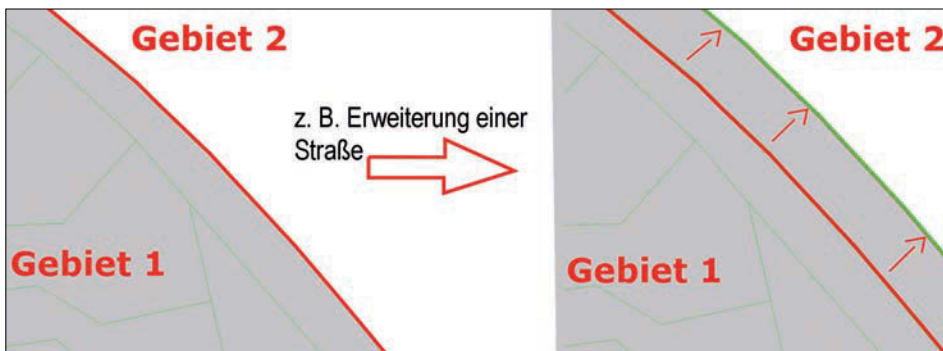 Gebiet 2
z. B. Erweiterung einer
Straße
Gebiet 1
Gebiet 2
Gebiet 1